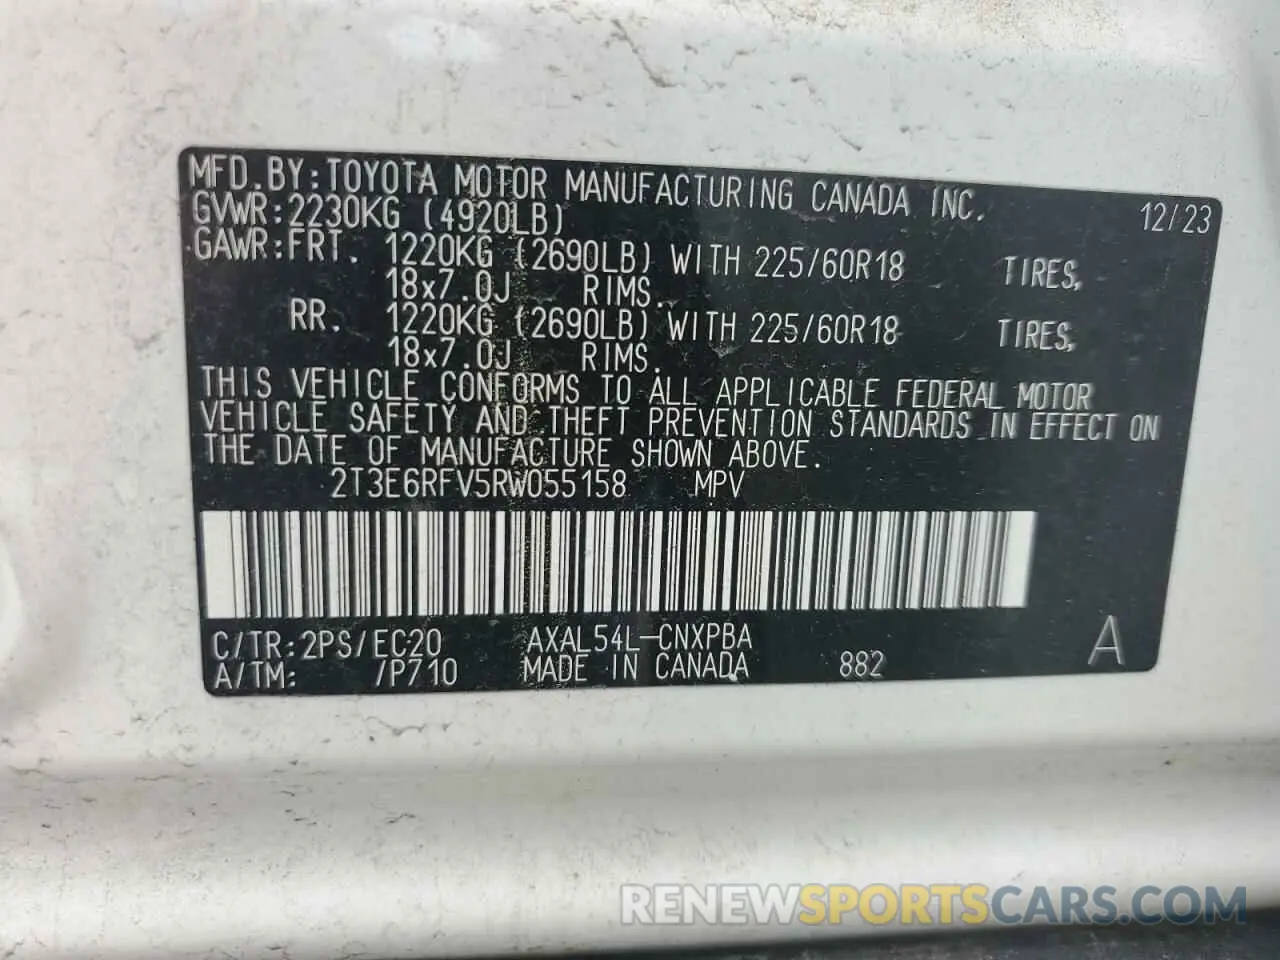 MFD.BY:TOYOTA MOTOR MANUFACTURING CANADA INC. 12/23
GVWR:2230KG (4920LB)
GAWR:FRT. 1220KG (2690LB) WITH 225/60R18 TIRES,
18x7.0J RIMS.
RR. 1220KG (2690LB) WITH 225/60R18 TIRES,
18x7.0J RIMS.
THIS VEHICLE CONFORMS TO ALL APPLICABLE FEDERAL MOTOR
VEHICLE SAFETY AND THEFT PREVENTION STANDARDS IN EFFECT ON
THE DATE OF MANUFACTURE SHOWN ABOVE.
2T3E6RFV5RW055158 MPV
C/TR:2PS/EC20 AXAL54L-CNXPBA
A/TM: /P710 MADE IN CANADA 882 A
RENEWSPORTSCARS.COM